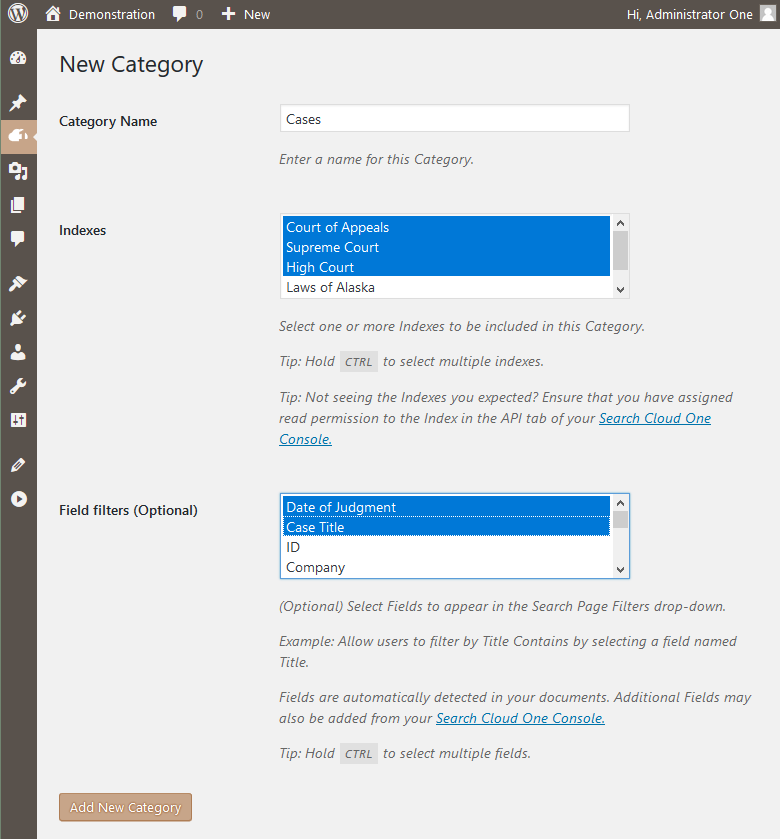 Demonstration 0 New Hi, Administrator One
New Category
Category Name
Cases
Enter a name for this Category.
Indexes
Court of Appeals
Supreme Court
High Court
Laws of Alaska
Select one or more Indexes to be included in this Category.
Tip: Hold CTRL to select multiple indexes.
Tip: Not seeing the Indexes you expected? Ensure that you have assigned
read permission to the Index in the API tab of your Search Cloud One
Console.
Field filters (Optional)
Date of Judgment
Case Title
ID
Company
(Optional) Select Fields to appear in the Search Page Filters drop-down.
Example: Allow users to filter by Title Contains by selecting a field named
Title.
Fields are automatically detected in your documents. Additional Fields may
also be added from your Search Cloud One Console.
Tip: Hold CTRL to select multiple fields.
Add New Category